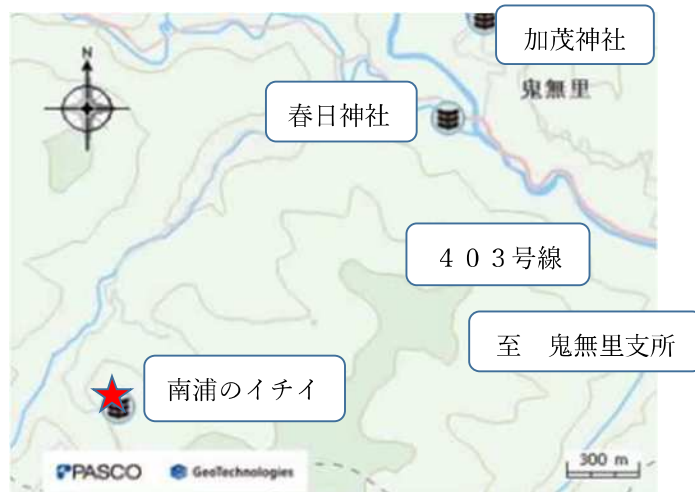 加茂神社
N
鬼無里
春日神社
４０３号線
至　鬼無里支所
南浦のイチイ
PASCO GeoTechnologies
300 m